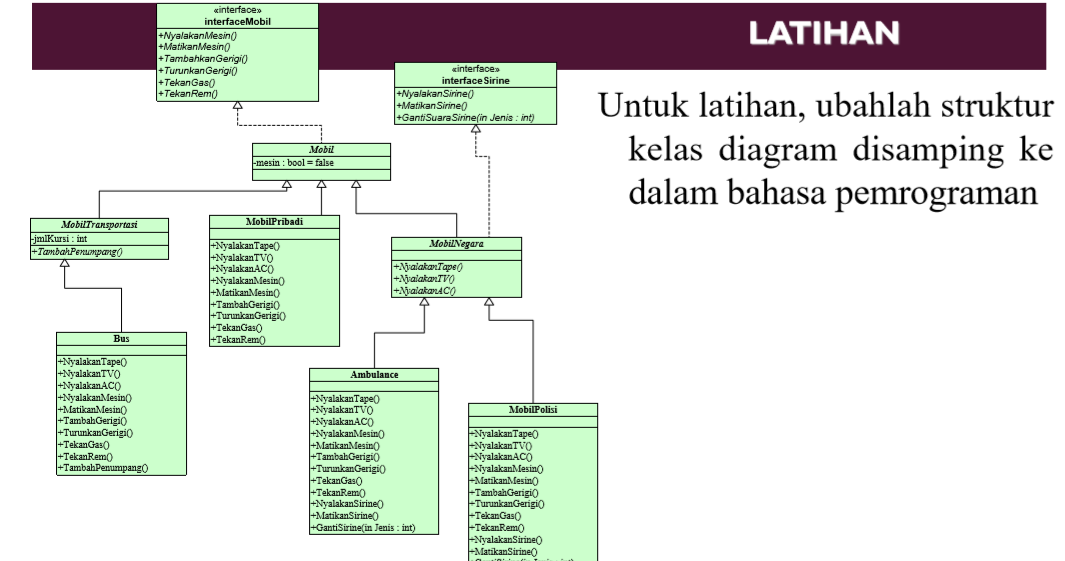 «interface»
interfaceMobil
+NyalakanMesin()
+MatikanMesin()
+TambahkanGerigi()
+TurunkanGerigi()
+TekanGas()
+TekanRem()
LATIHAN
«interface»
interfaceSirine
+NyalakanSirine()
+MatikanSirine()
+GantiSuaraSirine(in Jenis : int)
Untuk latihan, ubahlah struktur
kelas diagram disamping ke
dalam bahasa pemrograman
Mobil
-mesin : bool = false
MobilTransportasi
-jmlKursi : int
+TambahPenumpang()
MobilPribadi
+NyalakanTape()
+NyalakanTV()
+NyalakanAC()
+NyalakanMesin()
+MatikanMesin()
+TambahGerigi()
+TurunkanGerigi()
+TekanGas()
+TekanRem()
MobilNegara
+NyalakanTape()
+NyalakanTV()
+NyalakanAC()
Bus
+NyalakanTape()
+NyalakanTV()
+NyalakanAC()
+NyalakanMesin()
+MatikanMesin()
+TambahGerigi()
+TurunkanGerigi()
+TekanGas()
+TekanRem()
+TambahPenumpang()
Ambulance
+NyalakanTape()
+NyalakanTV()
+NyalakanAC()
+NyalakanMesin()
+MatikanMesin()
+TambahGerigi()
+TurunkanGerigi()
+TekanGas()
+TekanRem()
+NyalakanSirine()
+MatikanSirine()
+GantiSirine(in Jenis : int)
MobilPolisi
+NyalakanTape()
+NyalakanTV()
+NyalakanAC()
+NyalakanMesin()
+MatikanMesin()
+TambahGerigi()
+TurunkanGerigi()
+TekanGas()
+TekanRem()
+NyalakanSirine()
+MatikanSirine()